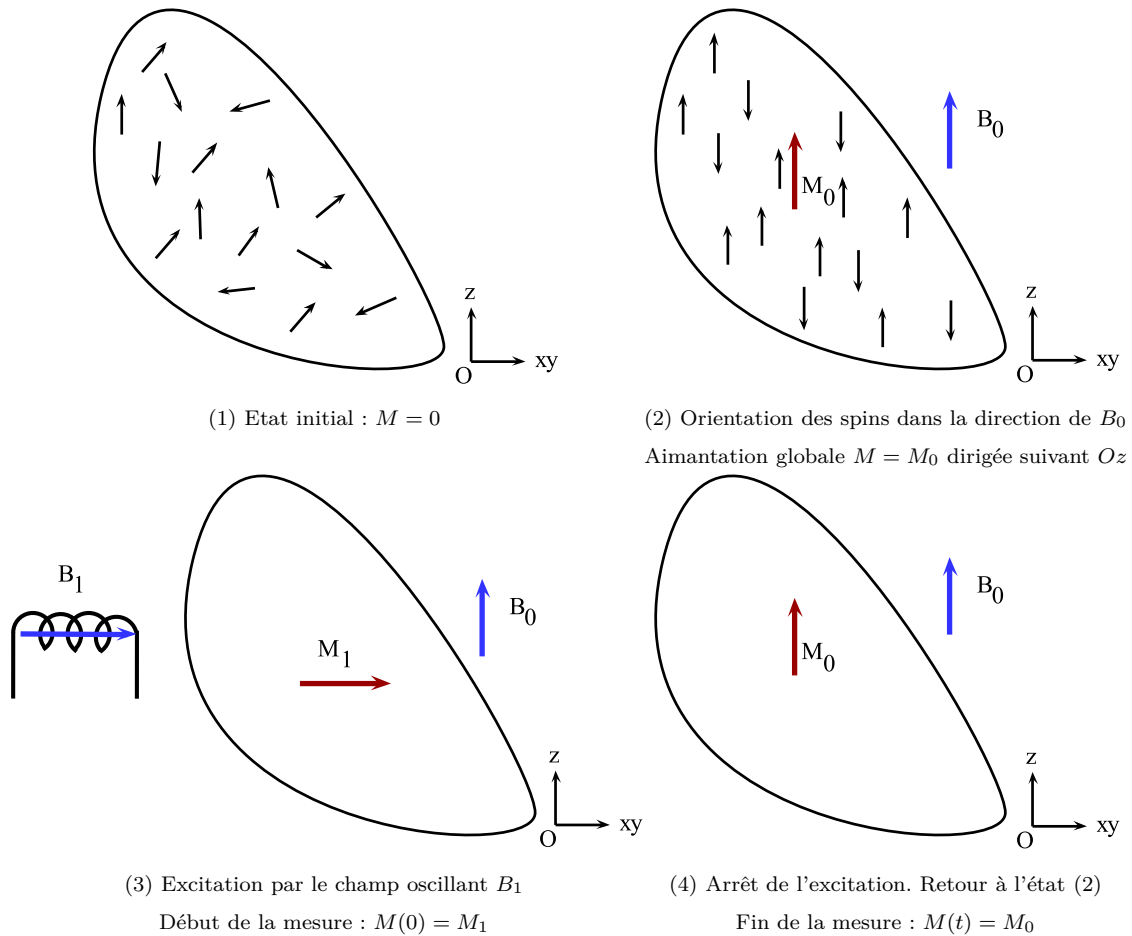 z
O
xy
(1) Etat initial : M = 0
B0
M0
z
O
xy
(2) Orientation des spins dans la direction de B0
Aimantation globale M = M0 dirigée suivant Oz
B1
M1
B0
z
O
xy
(3) Excitation par le champ oscillant B1
Début de la mesure : M(0) = M1
B0
M0
z
O
xy
(4) Arrêt de l'excitation. Retour à l'état (2)
Fin de la mesure : M(t) = M0